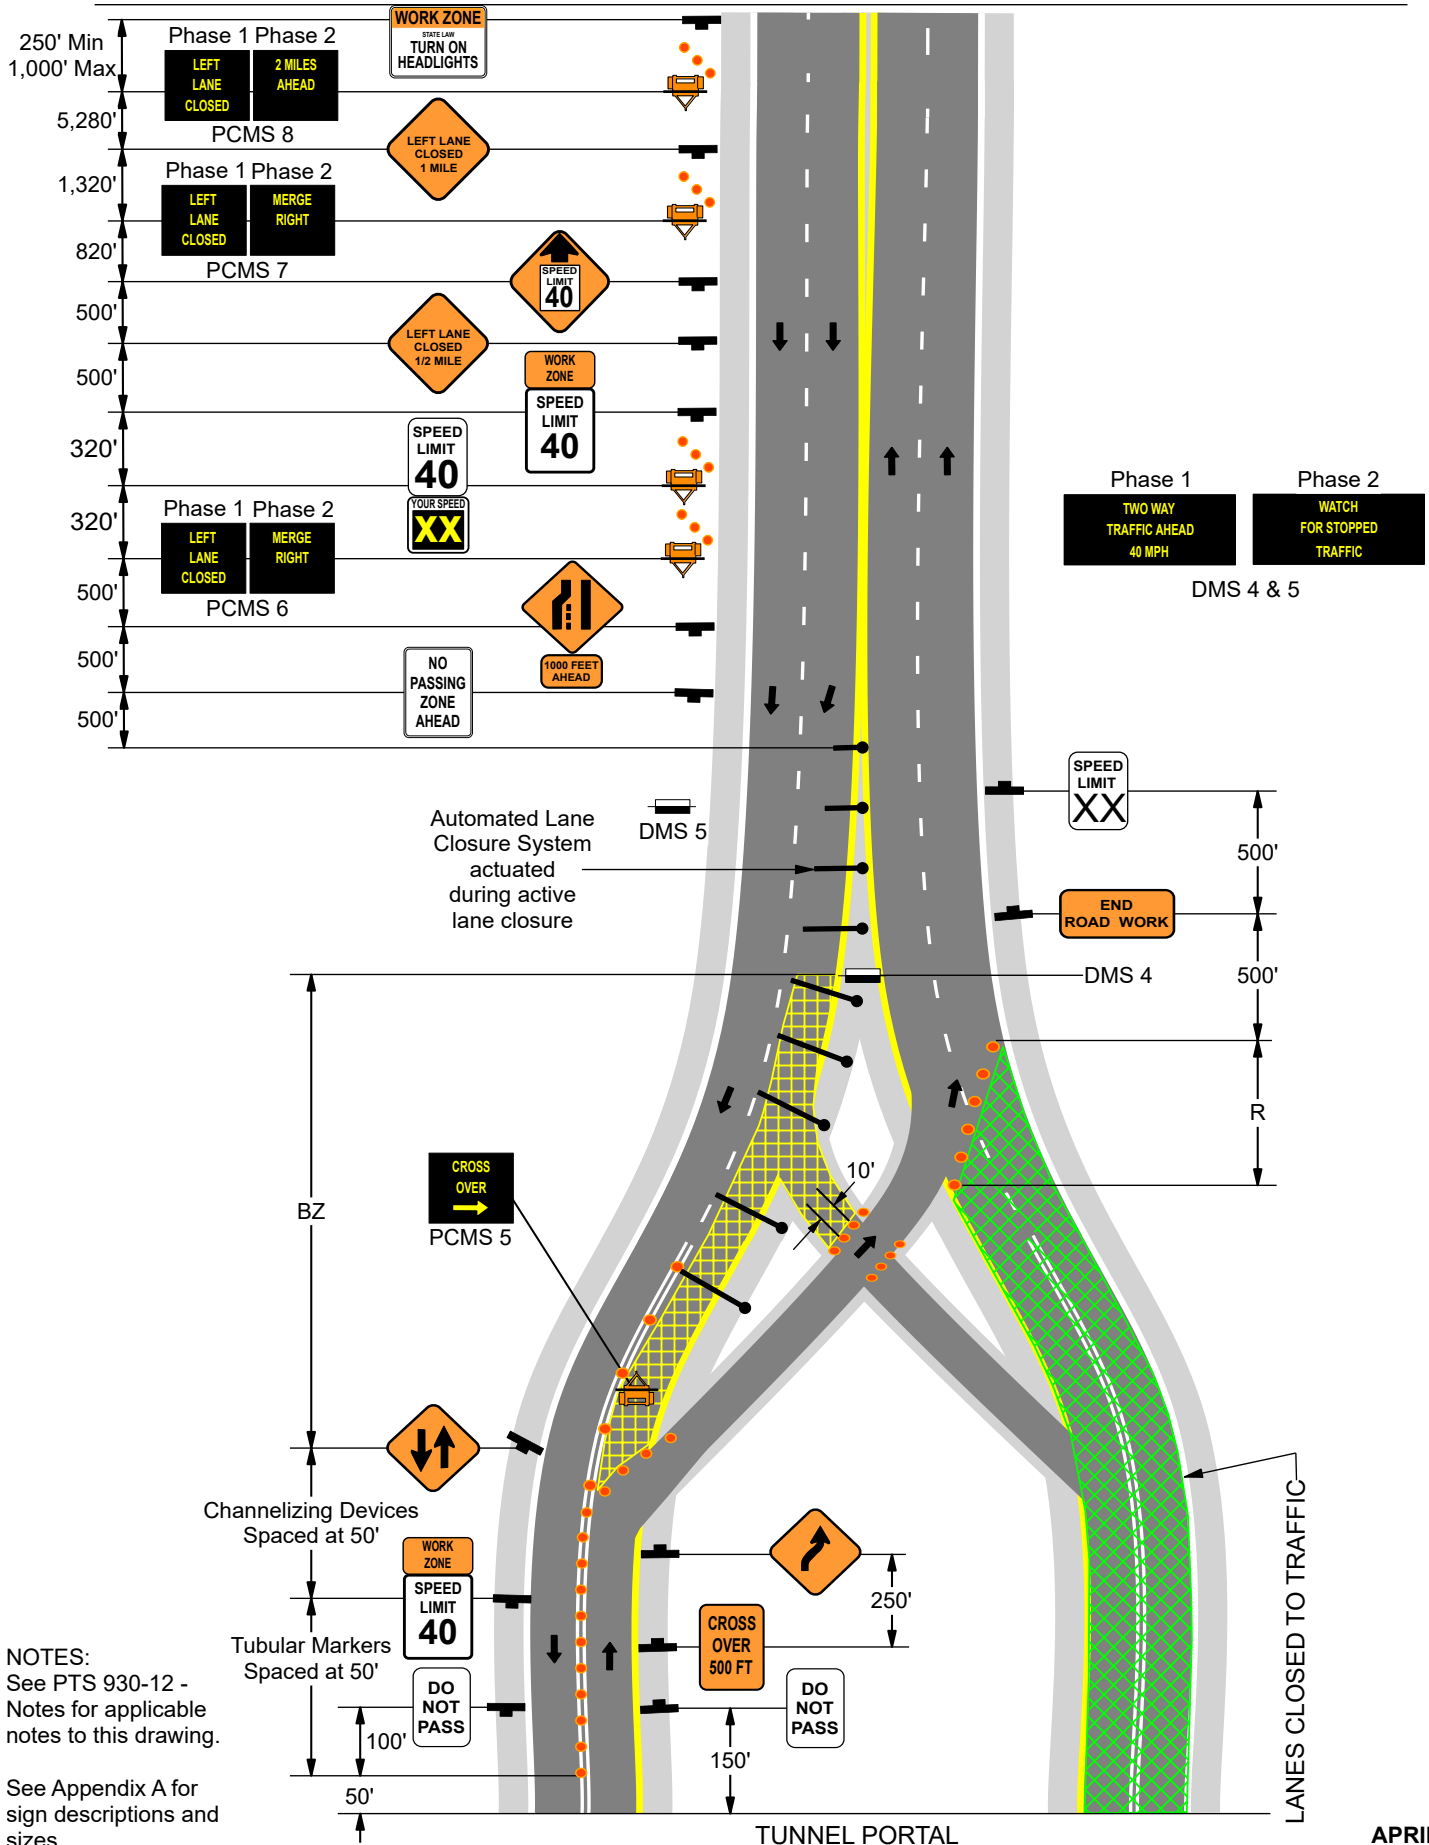 250' Min
1,000' Max
5,280'
1,320'
820'
500'
500'
320'
320'
500'
500'
500'
Phase 1 Phase 2
LEFT
LANE
CLOSED
2 MILES
AHEAD
PCMS 8
WORK ZONE
STATE LAW
TURN ON
HEADLIGHTS
LEFT LANE
CLOSED
1 MILE
Phase 1 Phase 2
LEFT
LANE
CLOSED
MERGE
RIGHT
PCMS 7
SPEED
LIMIT
40
LEFT LANE
CLOSED
1/2 MILE
WORK
ZONE
SPEED
LIMIT
40
SPEED
LIMIT
40
YOUR SPEED
XX
Phase 1 Phase 2
LEFT
LANE
CLOSED
MERGE
RIGHT
PCMS 6
1000 FEET
AHEAD
NO
PASSING
ZONE
AHEAD
Phase 1
TWO WAY
TRAFFIC AHEAD
40 MPH
Phase 2
WATCH
FOR STOPPED
TRAFFIC
DMS 4 & 5
Automated Lane
Closure System
actuated
during active
lane closure
DMS 5
SPEED
LIMIT
XX
500'
END
ROAD WORK
500'
DMS 4
R
BZ
10'
CROSS
OVER
PCMS 5
Channelizing Devices
Spaced at 50'
WORK
ZONE
SPEED
LIMIT
40
Tubular Markers
Spaced at 50'
DO
NOT
PASS
100'
50'
250'
CROSS
OVER
500 FT
DO
NOT
PASS
150'
LANES CLOSED TO TRAFFIC
NOTES:
See PTS 930-12 -
Notes for applicable
notes to this drawing.
See Appendix A for
sign descriptions and
sizes
TUNNEL PORTAL